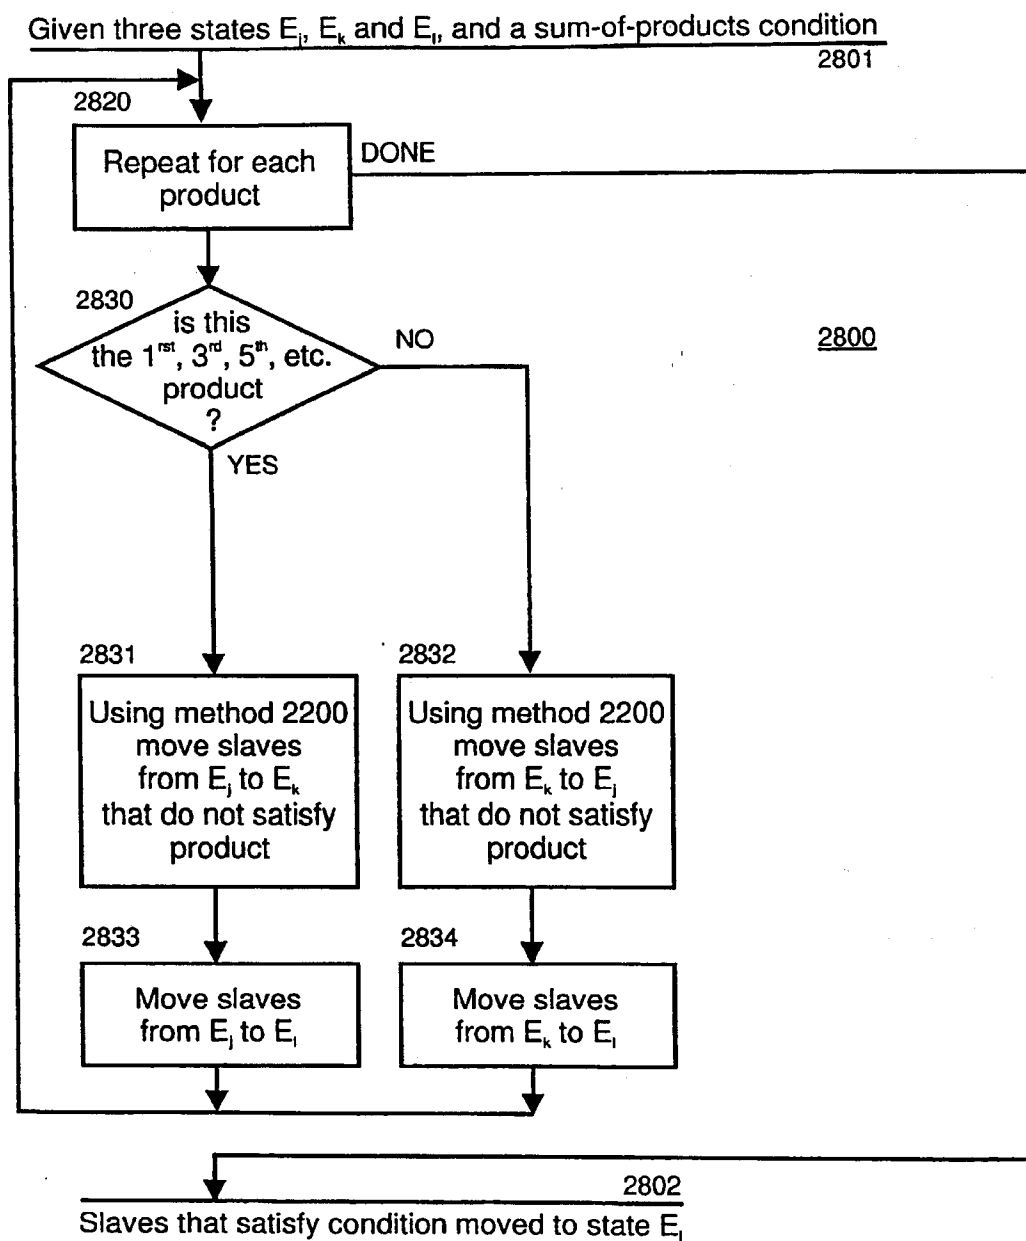 Given three states Ej, Ek and El, and a sum-of-products condition
2801
2820
Repeat for each
product
DONE
2830
is this
the 1rst, 3rd, 5th, etc.
product
?
NO
2800
YES
2831
2832
Using method 2200
move slaves
from Ej to Ek
that do not satisfy
product
Using method 2200
move slaves
from Ek to Ej
that do not satisfy
product
2833
2834
Move slaves
from Ej to El
Move slaves
from Ek to El
2802
Slaves that satisfy condition moved to state El